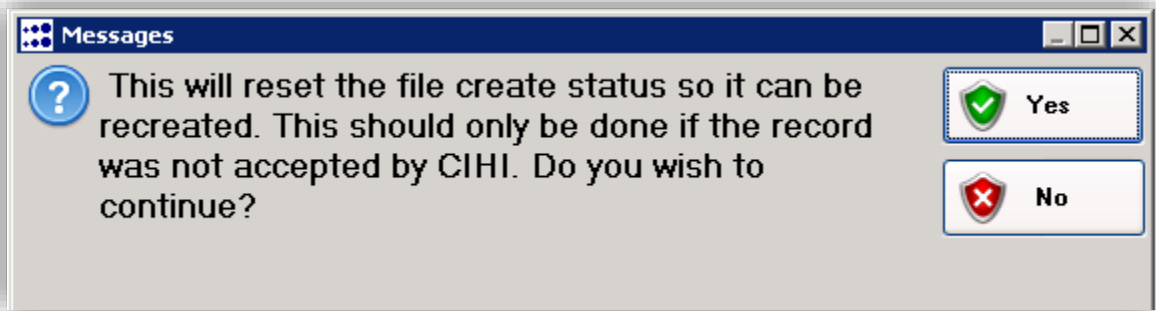 Messages
This will reset the file create status so it can be
recreated. This should only be done if the record
was not accepted by CIHI. Do you wish to
continue?
Yes
No